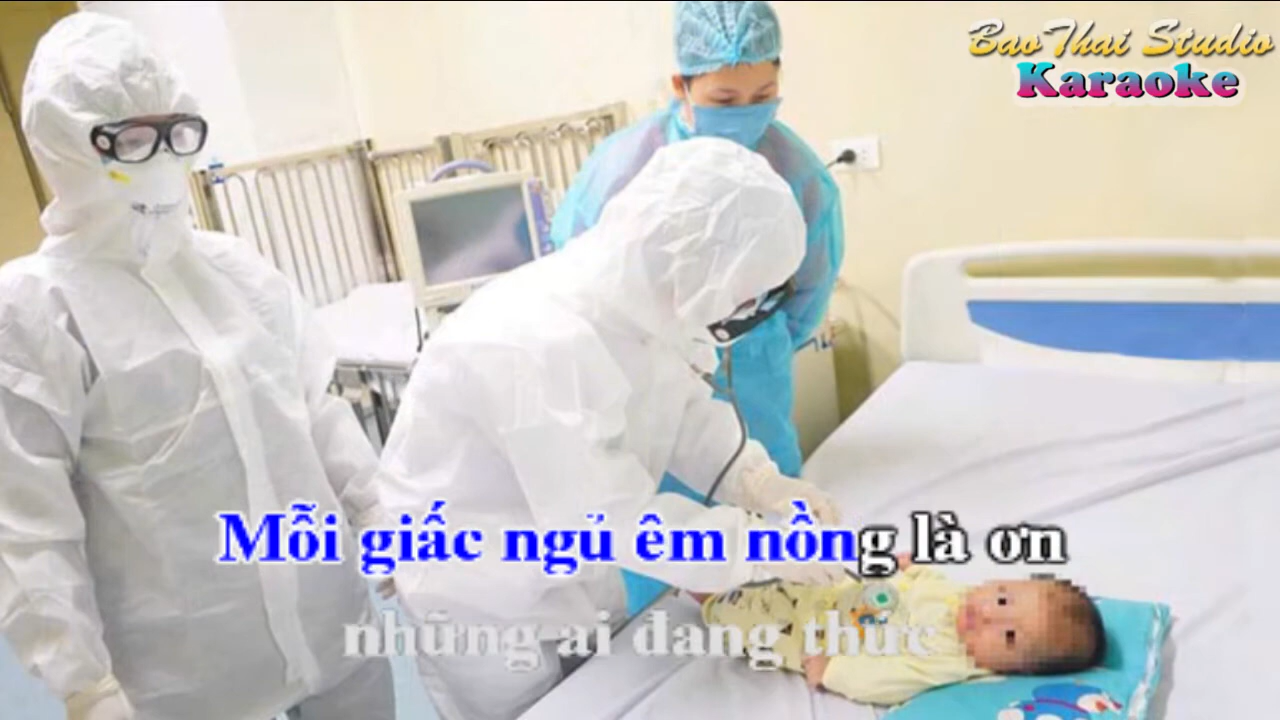 BaoThai Studio
Karaoke
Mỗi giấc ngủ êm nồng là ơn
những ai đang thức